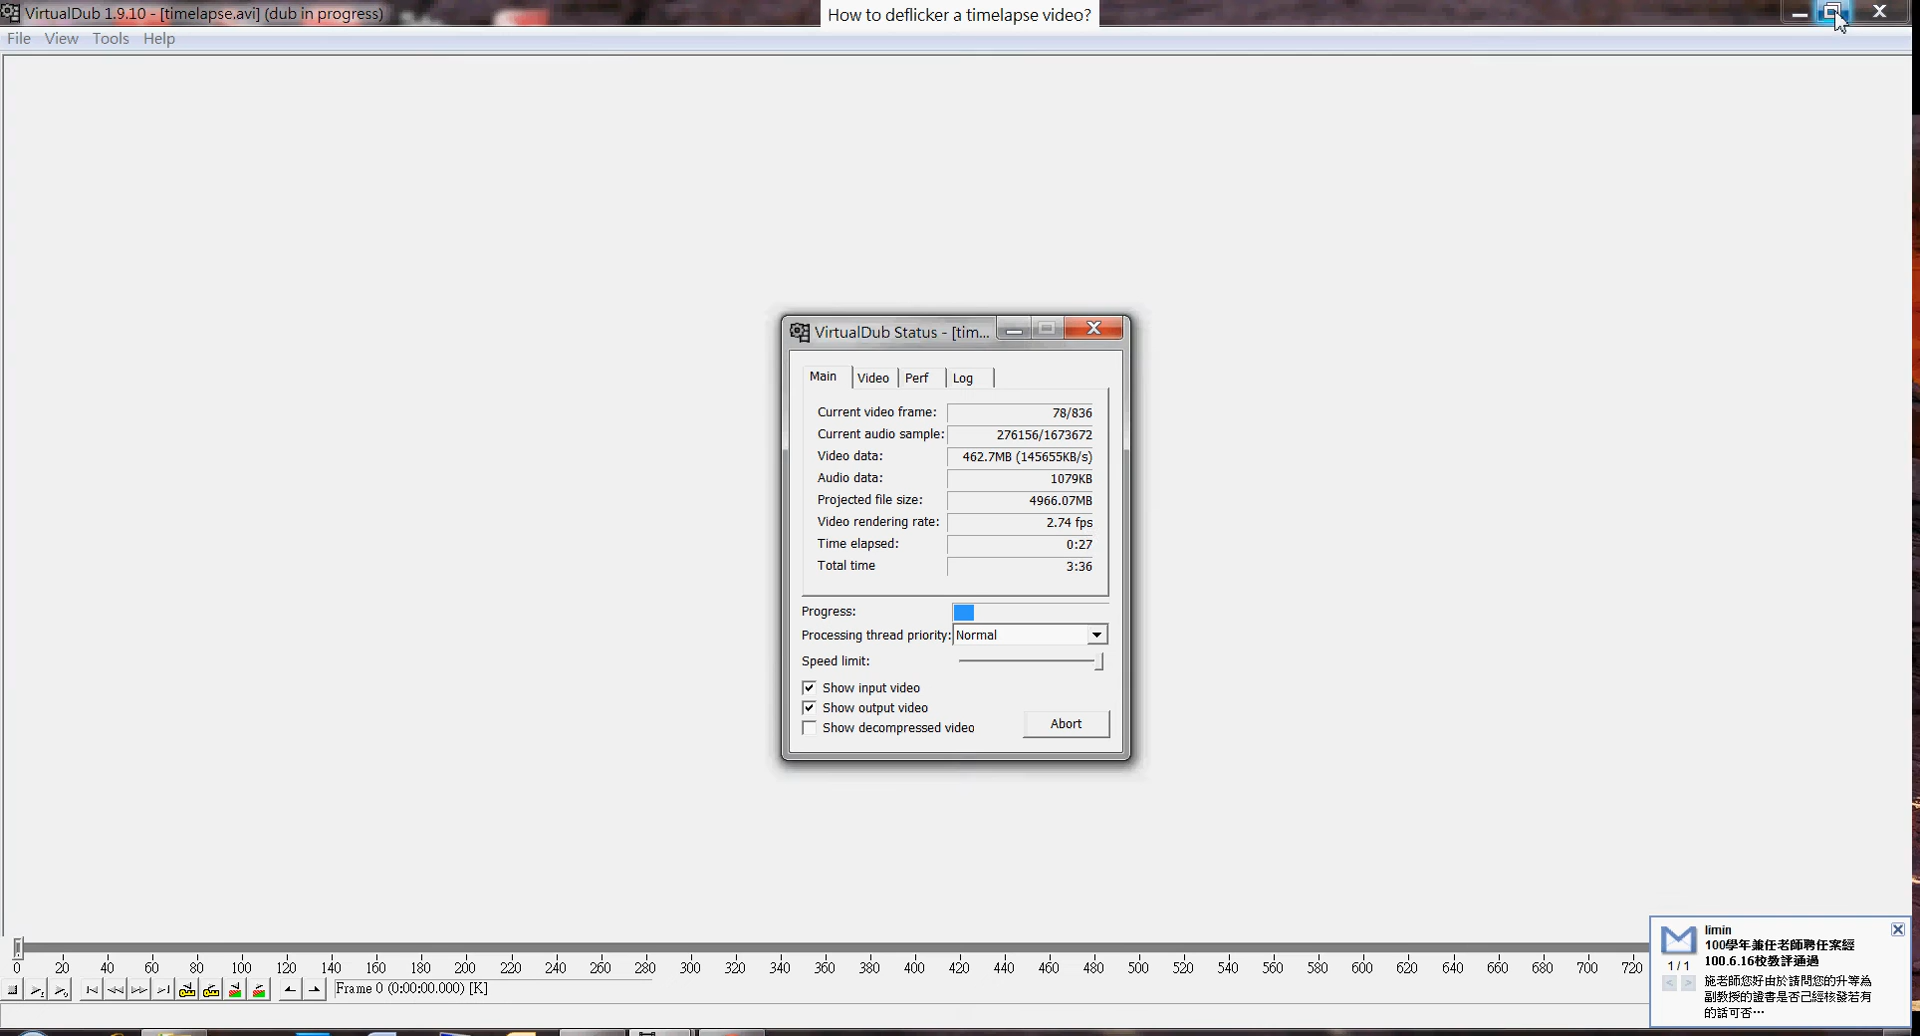 VirtualDub 1.9.10 - [timelapse.avi] (dub in progress)
How to deflicker a timelapse video?
File View Tools Help
VirtualDub Status - [tim...
Main Video Perf Log
Current video frame: 78/836
Current audio sample: 276156/1673672
Video data: 462.7MB (145655KB/s)
Audio data: 1079KB
Projected file size: 4966.07MB
Video rendering rate: 2.74 fps
Time elapsed: 0:27
Total time 3:36
Progress:
Processing thread priority: Normal
Speed limit:
Show input video
Show output video
Show decompressed video
Abort
0 20 40 60 80 100 120 140 160 180 200 220 240 260 280 300 320 340 360 380 400 420 440 460 480 500 520 540 560 580 600 620 640 660 680 700 720
Frame 0 (0:00:00.000) [K]
limin
100學年兼任老師聘任案經
100.6.16校教評通過
1 / 1
施老師您好由於請問您的升等為
副教授的證書是否己經核發若有
的話可否…